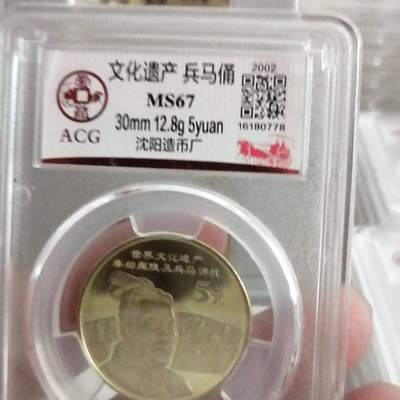 文化遗产 兵马俑
2002
MS67
30mm 12.8g 5yuan
16180778
ACG
沈阳造币厂
世界文化遗产
秦始皇陵及兵马俑坑
5元